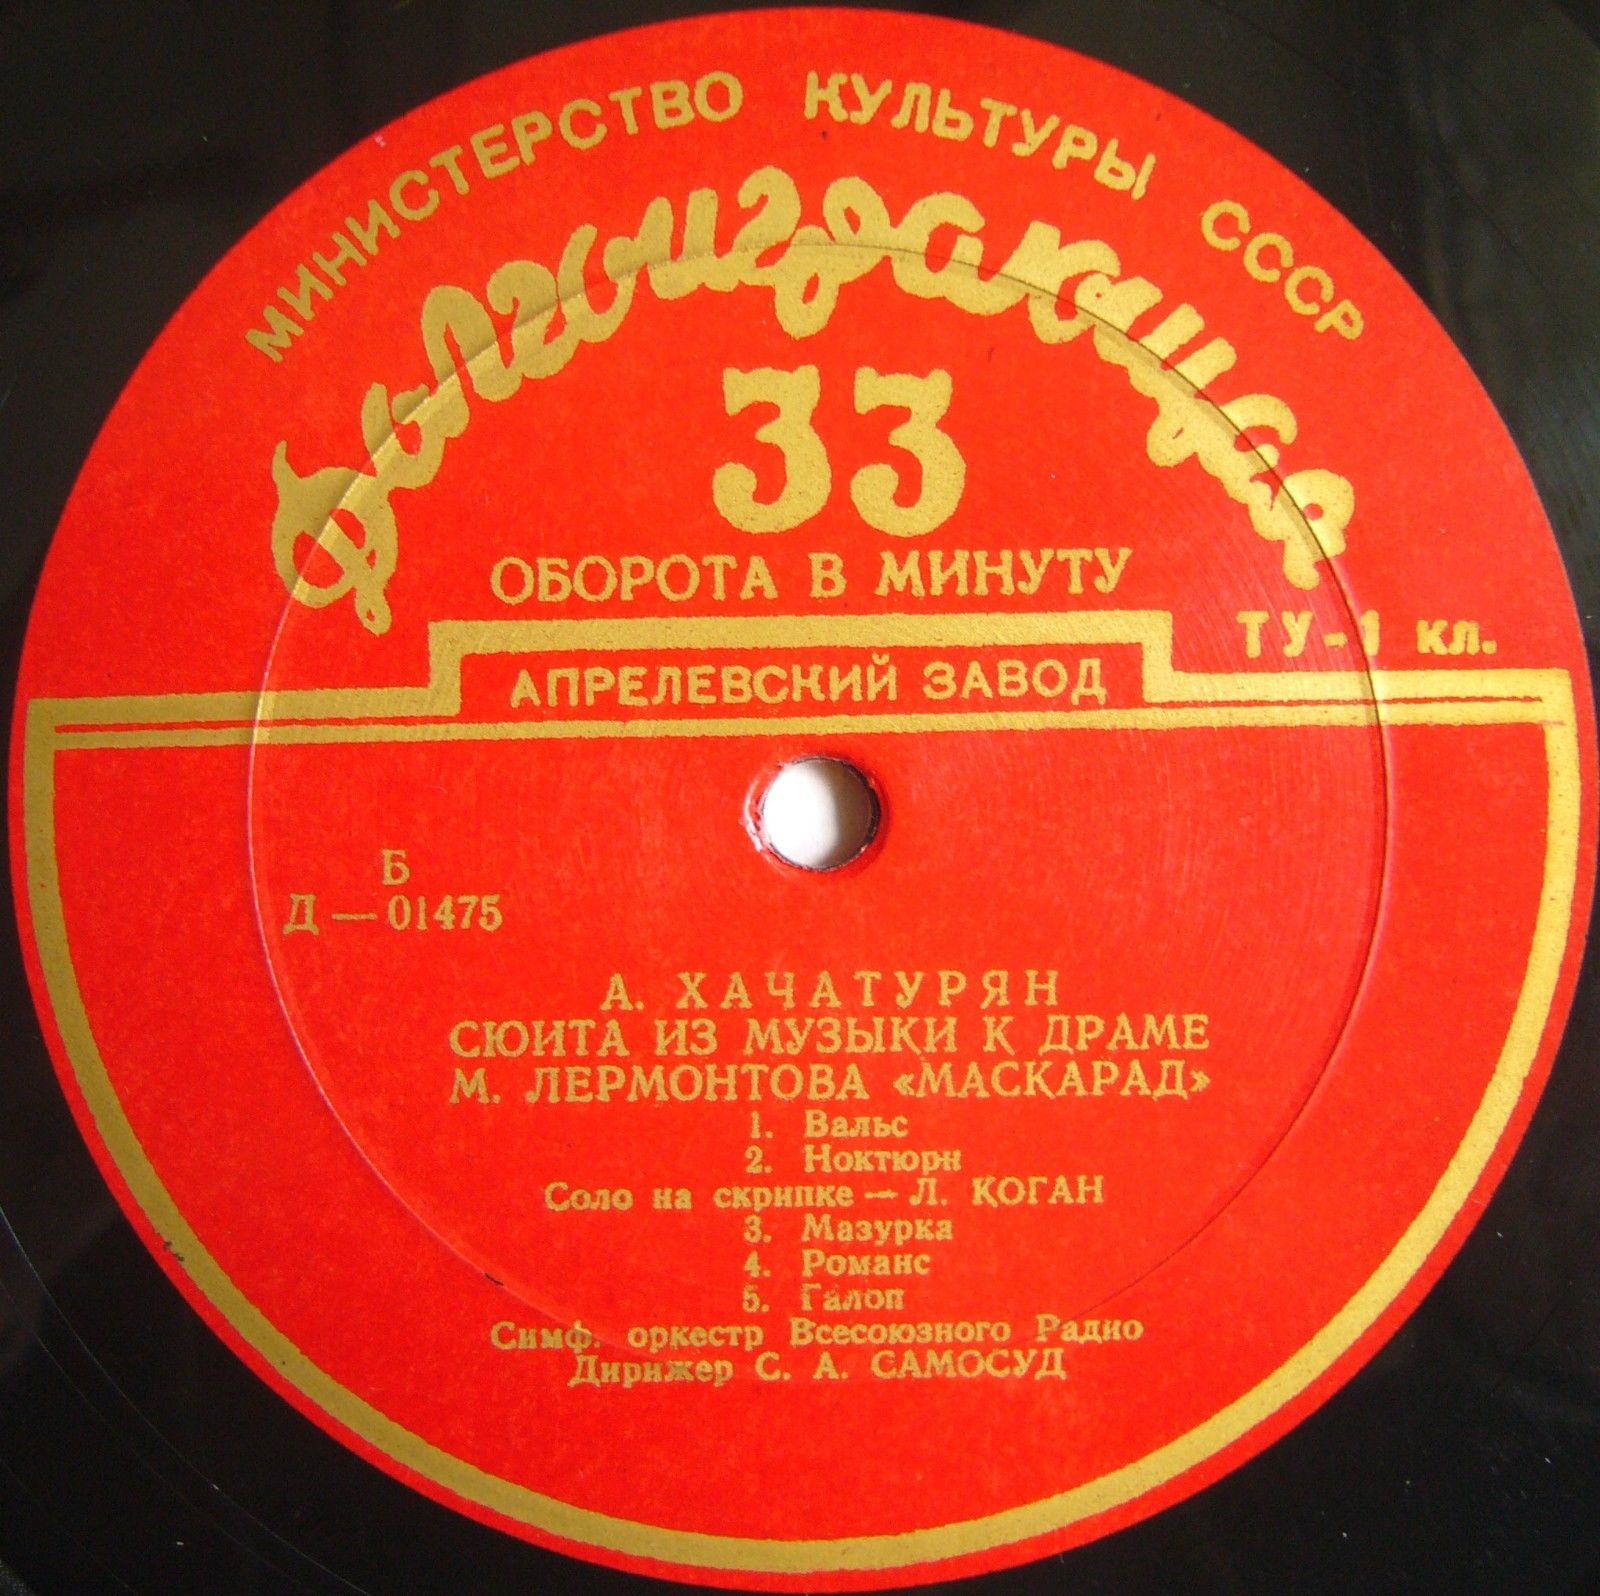 МИНИСТЕРСТВО КУЛЬТУРЫ СССР
Долгоиграющая
33
ОБОРОТА В МИНУТУ
ТУ-1 кл.
АПРЕЛЕВСКИЙ ЗАВОД
Б
Д — 01475
А. ХАЧАТУРЯН
СЮИТА ИЗ МУЗЫКИ К ДРАМЕ
М. ЛЕРМОНТОВА «МАСКАРАД»
1. Вальс
2. Ноктюрн
Соло на скрипке — Л. КОГАН
3. Мазурка
4. Романс
5. Галоп
Симф. оркестр Всесоюзного Радио
Дирижер С. А. САМОСУД